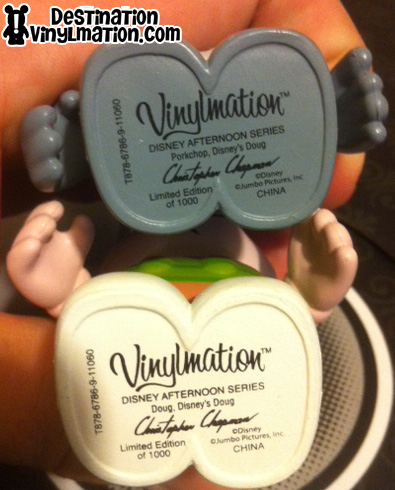 Destination
Vinylmation.com
Vinylmation™
DISNEY AFTERNOON SERIES
Porkchop, Disney's Doug
Christopher Chapman
Limited Edition
of 1000
©Disney
©Jumbo Pictures, Inc.
CHINA
T878-6786-9-11060
Vinylmation™
DISNEY AFTERNOON SERIES
Doug, Disney's Doug
Christopher Chapman
Limited Edition
of 1000
©Disney
©Jumbo Pictures, Inc.
CHINA
T878-6786-9-11060